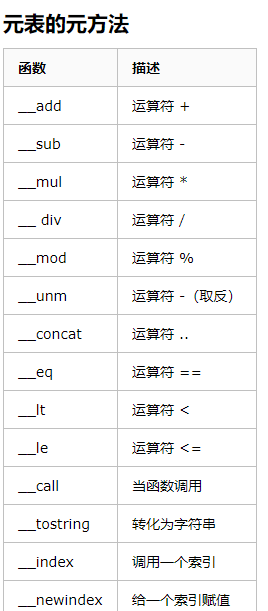 元表的元方法
函数 描述
__add 运算符 +
__sub 运算符 -
__mul 运算符 *
__ div 运算符 /
__mod 运算符 %
__unm 运算符 -（取反）
__concat 运算符 ..
__eq 运算符 ==
__lt 运算符 <
__le 运算符 <=
__call 当函数调用
__tostring 转化为字符串
__index 调用一个索引
__newindex 给一个索引赋值